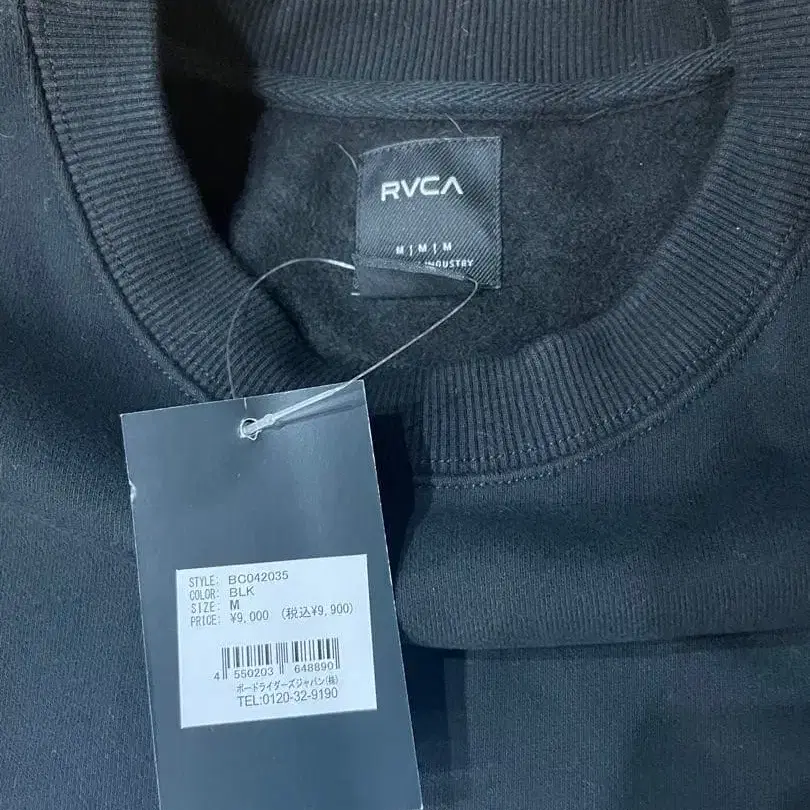 RVCA
M | M | M
INDUSTRY
STYLE: BC042035
COLOR: BLK
SIZE: M
PRICE: ¥9,000 (税込¥9,900)
4 550203 648890
ボードライダーズジャパン(株)
TEL:0120-32-9190